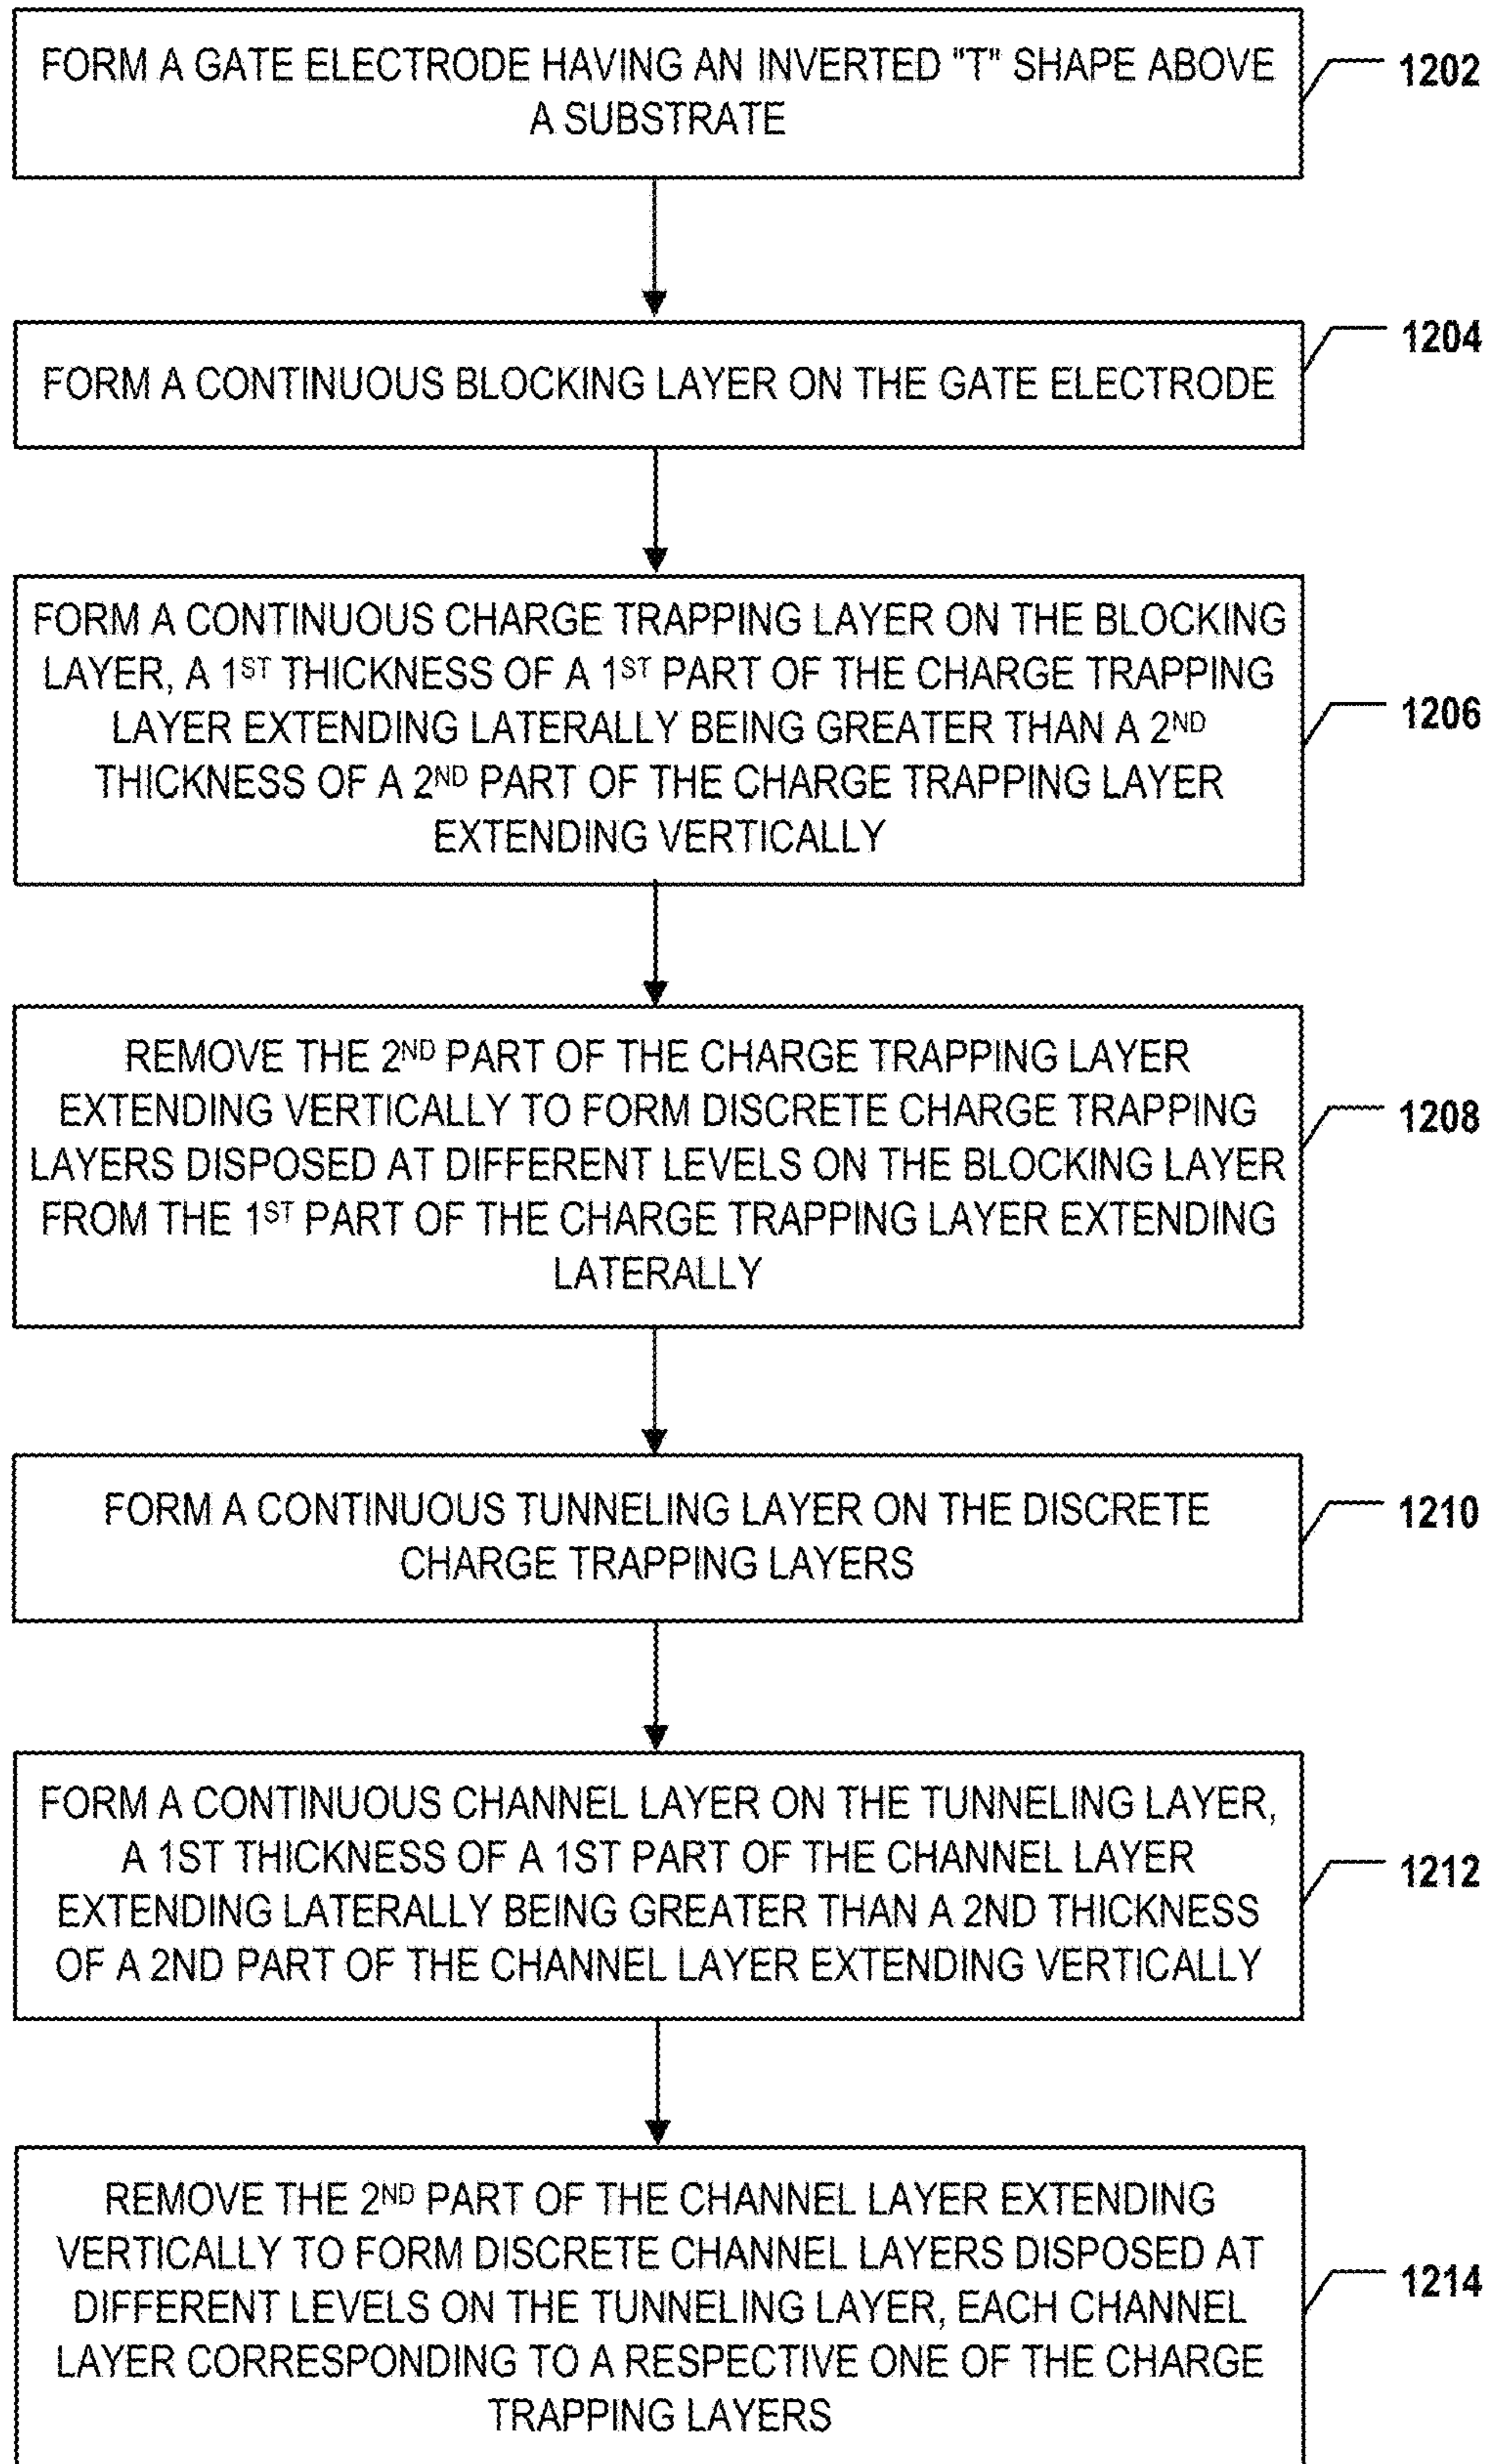 FORM A GATE ELECTRODE HAVING AN INVERTED "T" SHAPE ABOVE
A SUBSTRATE
1202
FORM A CONTINUOUS BLOCKING LAYER ON THE GATE ELECTRODE
1204
FORM A CONTINUOUS CHARGE TRAPPING LAYER ON THE BLOCKING
LAYER, A 1ST THICKNESS OF A 1ST PART OF THE CHARGE TRAPPING
LAYER EXTENDING LATERALLY BEING GREATER THAN A 2ND
THICKNESS OF A 2ND PART OF THE CHARGE TRAPPING LAYER
EXTENDING VERTICALLY
1206
REMOVE THE 2ND PART OF THE CHARGE TRAPPING LAYER
EXTENDING VERTICALLY TO FORM DISCRETE CHARGE TRAPPING
LAYERS DISPOSED AT DIFFERENT LEVELS ON THE BLOCKING LAYER
FROM THE 1ST PART OF THE CHARGE TRAPPING LAYER EXTENDING
LATERALLY
1208
FORM A CONTINUOUS TUNNELING LAYER ON THE DISCRETE
CHARGE TRAPPING LAYERS
1210
FORM A CONTINUOUS CHANNEL LAYER ON THE TUNNELING LAYER,
A 1ST THICKNESS OF A 1ST PART OF THE CHANNEL LAYER
EXTENDING LATERALLY BEING GREATER THAN A 2ND THICKNESS
OF A 2ND PART OF THE CHANNEL LAYER EXTENDING VERTICALLY
1212
REMOVE THE 2ND PART OF THE CHANNEL LAYER EXTENDING
VERTICALLY TO FORM DISCRETE CHANNEL LAYERS DISPOSED AT
DIFFERENT LEVELS ON THE TUNNELING LAYER, EACH CHANNEL
LAYER CORRESPONDING TO A RESPECTIVE ONE OF THE CHARGE
TRAPPING LAYERS
1214